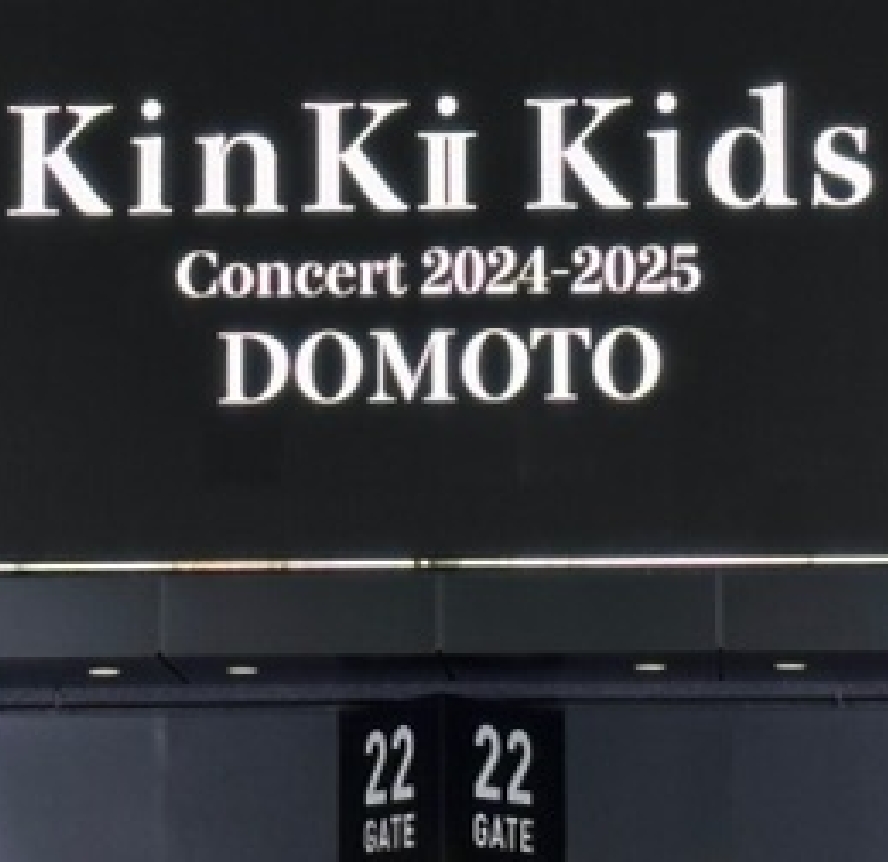 KinKi Kids
Concert 2024-2025
DOMOTO
22 22
GATE GATE